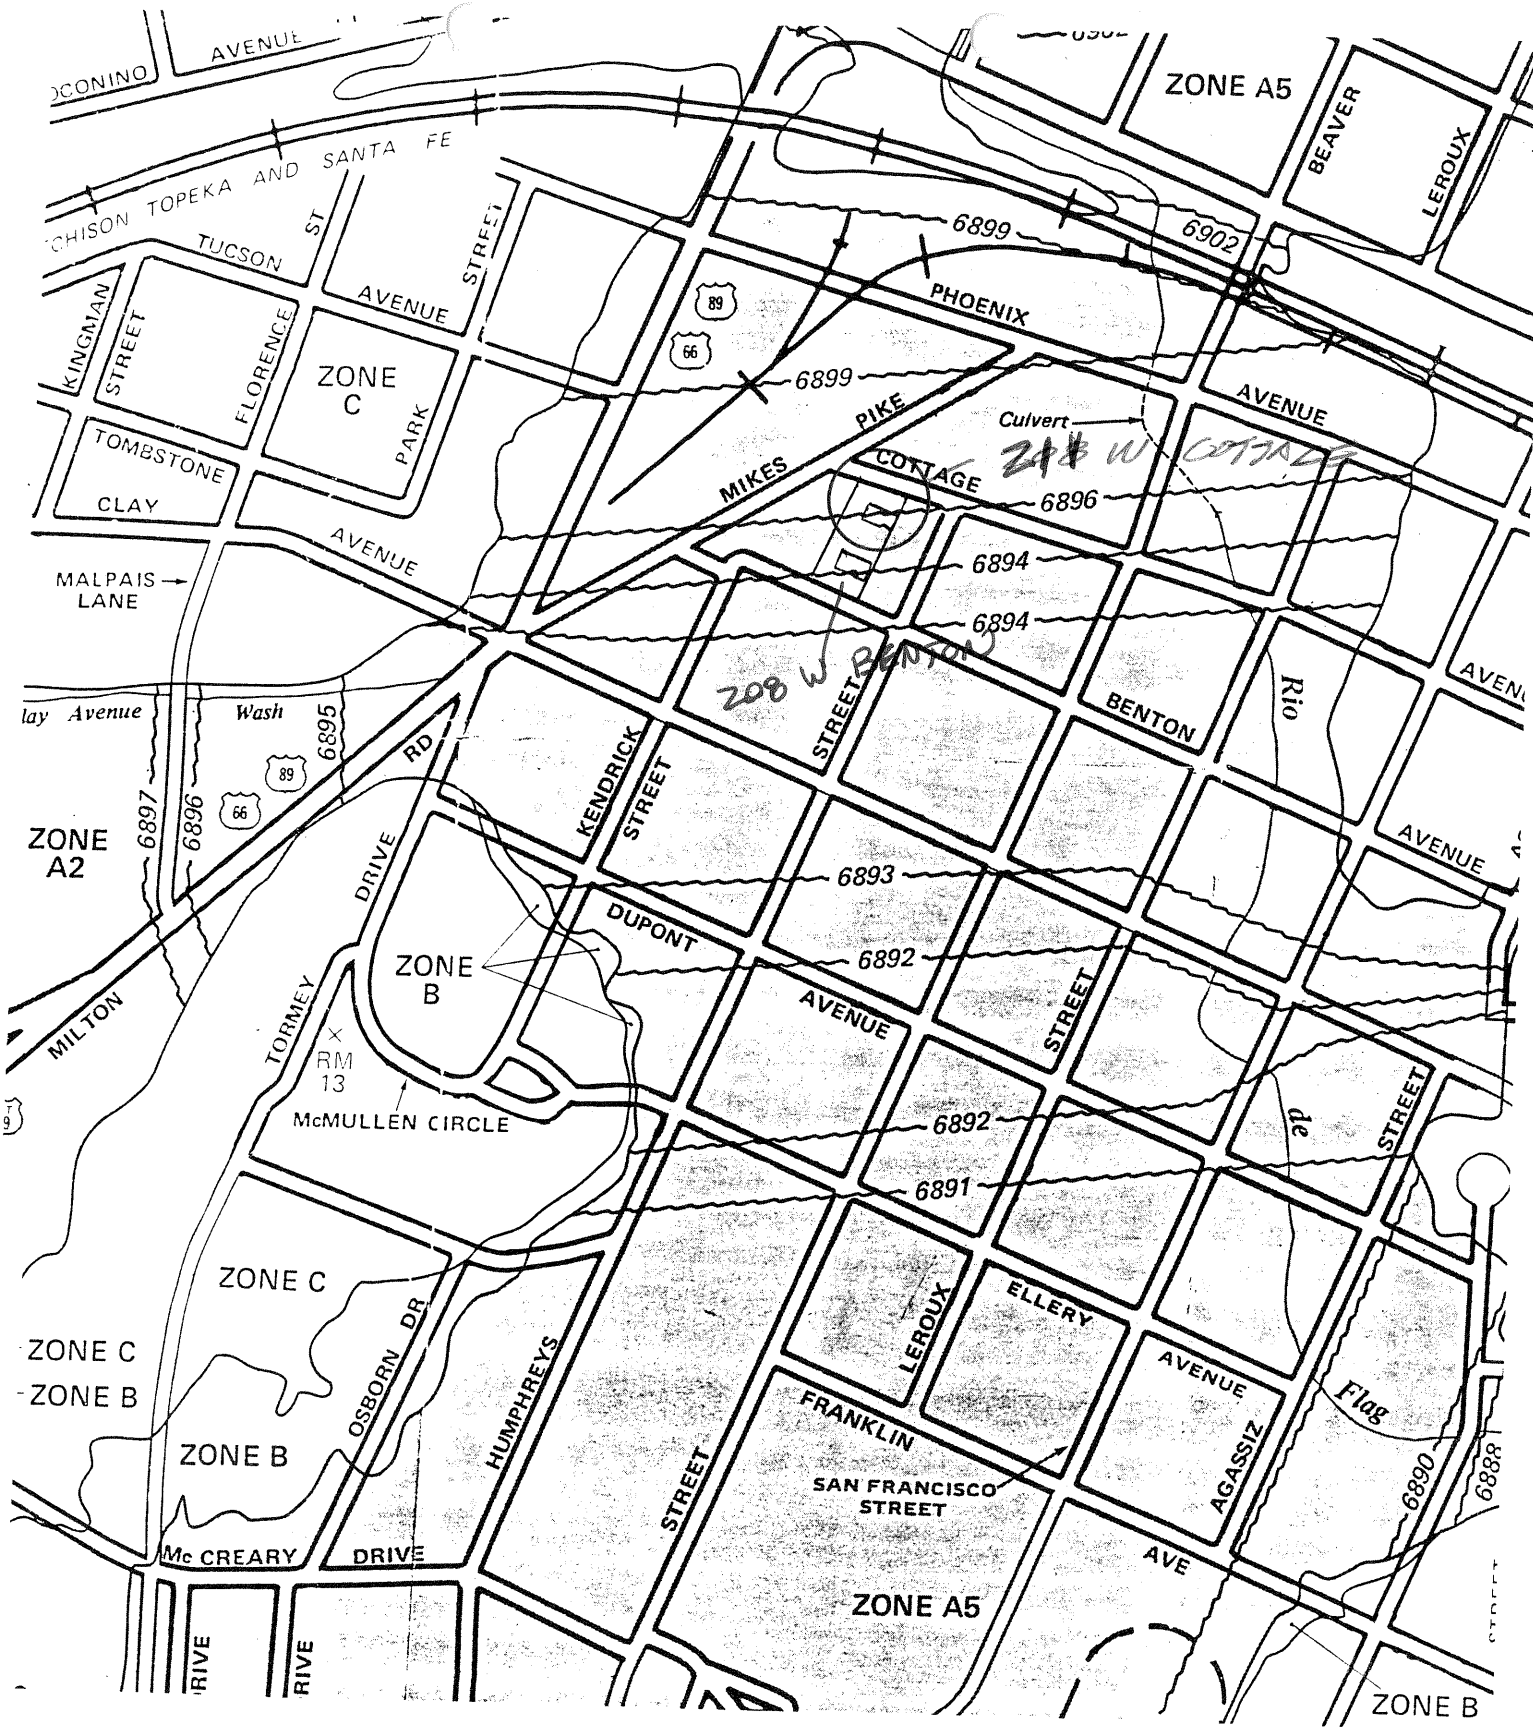 AVENUE
ZONE A5
BEAVER
LEROUX
TOPEKA AND SANTA FE
6899
6902
TUCSON
ST
STREET
AVENUE
KINGMAN
STREET
FLORENCE
89
66
PHOENIX
ZONE
C
6899
AVENUE
PARK
PIKE
Culvert
W COTTAGE
TOMBSTONE
COTTAGE
MIKES
6896
CLAY
AVENUE
6894
MALPAIS
LANE
6894
208 W BENTON
AVENU
Rio
BENTON
lay Avenue Wash
6895
STREET
RD
KENDRICK
STREET
89
66
6897
6896
ZONE
A2
AVENUE
DRIVE
6893
DUPONT
ZONE
B
6892
AVENUE
STREET
MILTON
TORMEY
RM
13
McMULLEN CIRCLE
6892
de
STREET
6891
ZONE C
LEROUX
ELLERY
ZONE C
ZONE B
DR
OSBORN
HUMPHREYS
AVENUE
Flag
FRANKLIN
ZONE B
STREET
SAN FRANCISCO
STREET
AGASSIZ
6890
6888
Mc CREARY DRIVE
AVE
ZONE A5
STREET
RIVE
RIVE
ZONE B